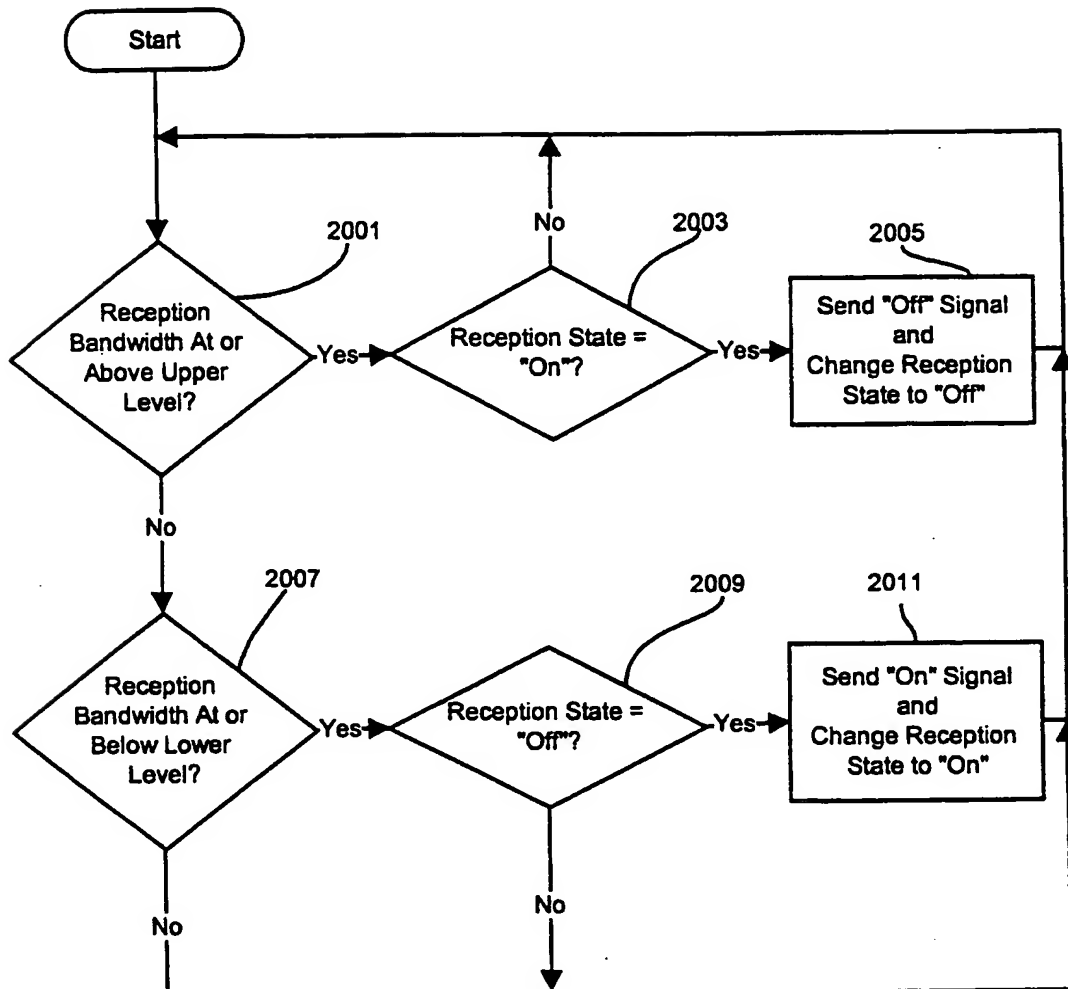 Start
No
2001
2003
2005
Reception
Bandwidth At or
Above Upper
Level?
Yes
Reception State =
"On"?
Yes
Send "Off" Signal
and
Change Reception
State to "Off"
No
2007
2009
2011
Reception
Bandwidth At or
Below Lower
Level?
Yes
Reception State =
"Off"?
Yes
Send "On" Signal
and
Change Reception
State to "On"
No
No